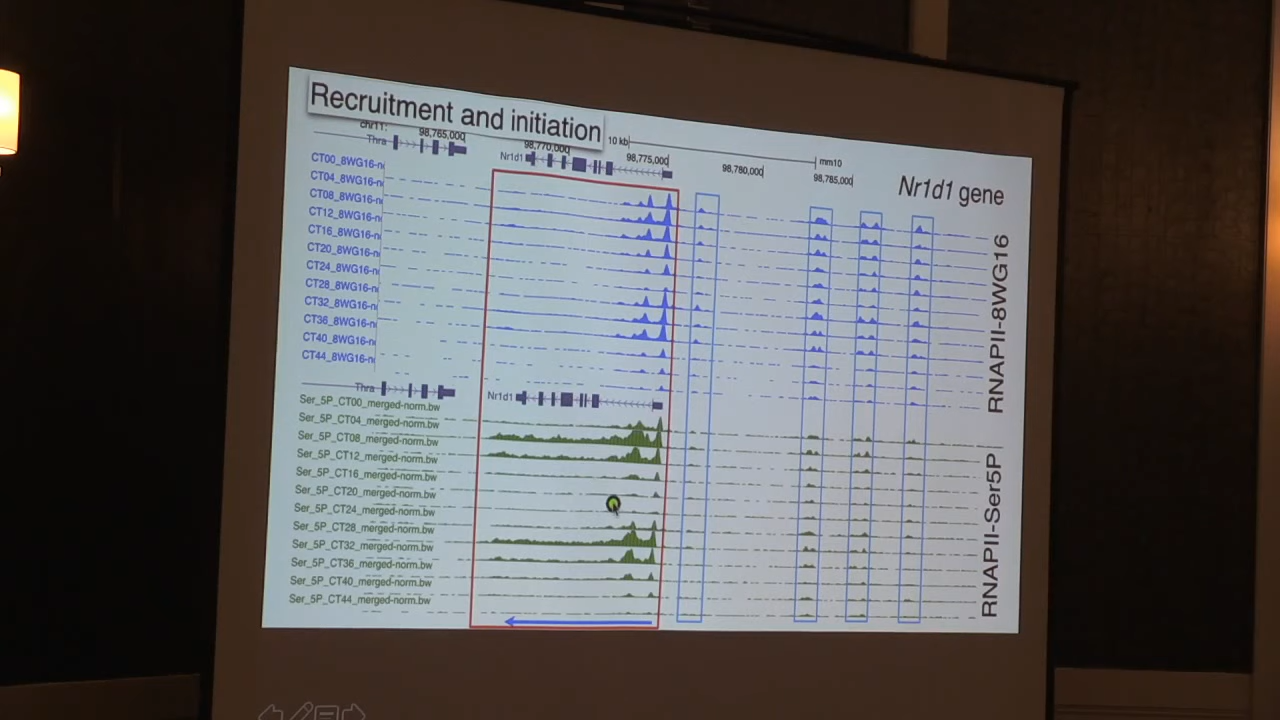 Recruitment and initiation
chr11:
98,765,000
98,770,000
10 kb
98,775,000
98,780,000
98,785,000
mm10
Thra
Nr1d1
Nr1d1 gene
CT00_8WG16-n
CT04_8WG16-n
CT08_8WG16-n
CT12_8WG16-n
CT16_8WG16-n
CT20_8WG16-n
CT24_8WG16-n
CT28_8WG16-n
CT32_8WG16-n
CT36_8WG16-n
CT40_8WG16-n
CT44_8WG16-n
RNAPII-8WG16
Thra
Nr1d1
Ser_5P_CT00_merged-norm.bw
Ser_5P_CT04_merged-norm.bw
Ser_5P_CT08_merged-norm.bw
Ser_5P_CT12_merged-norm.bw
Ser_5P_CT16_merged-norm.bw
Ser_5P_CT20_merged-norm.bw
Ser_5P_CT24_merged-norm.bw
Ser_5P_CT28_merged-norm.bw
Ser_5P_CT32_merged-norm.bw
Ser_5P_CT36_merged-norm.bw
Ser_5P_CT40_merged-norm.bw
Ser_5P_CT44_merged-norm.bw
RNAPII-Ser5P